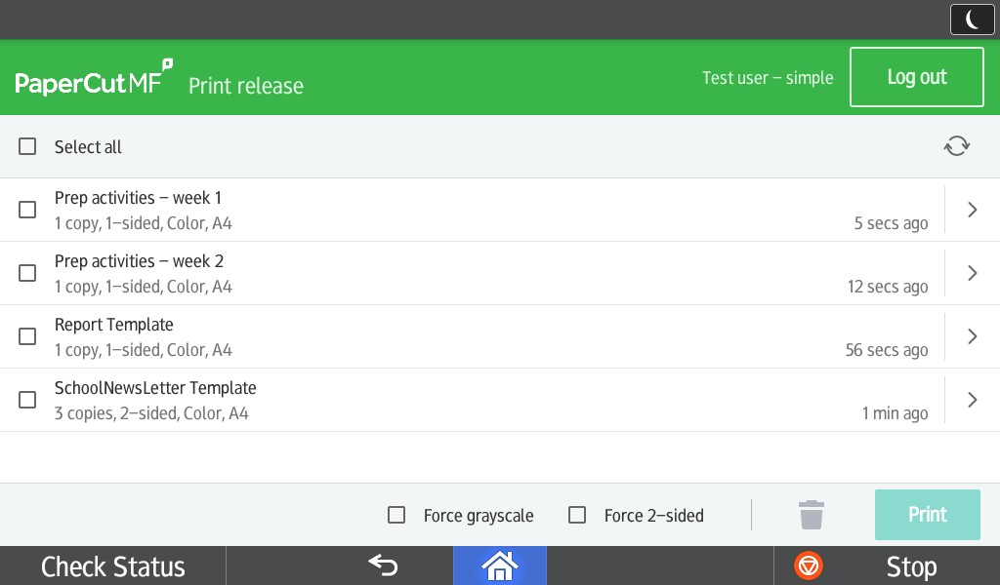 PaperCut MF Print release
Test user – simple
Log out
Select all
Prep activities – week 1
1 copy, 1–sided, Color, A4
5 secs ago
Prep activities – week 2
1 copy, 1–sided, Color, A4
12 secs ago
Report Template
1 copy, 1–sided, Color, A4
56 secs ago
SchoolNewsLetter Template
3 copies, 2–sided, Color, A4
1 min ago
Force grayscale
Force 2–sided
Print
Check Status
Stop